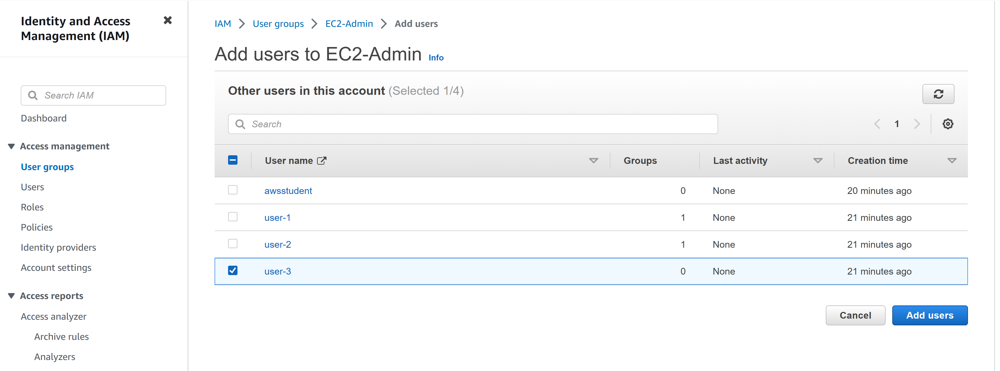 Identity and Access
Management (IAM)
Search IAM
Dashboard
Access management
User groups
Users
Roles
Policies
Identity providers
Account settings
Access reports
Access analyzer
Archive rules
Analyzers
IAM > User groups > EC2-Admin > Add users
Add users to EC2-Admin Info
Other users in this account (Selected 1/4)
Search
1
User name Groups Last activity Creation time
awsstudent 0 None 20 minutes ago
user-1 1 None 21 minutes ago
user-2 1 None 21 minutes ago
user-3 0 None 21 minutes ago
Cancel Add users